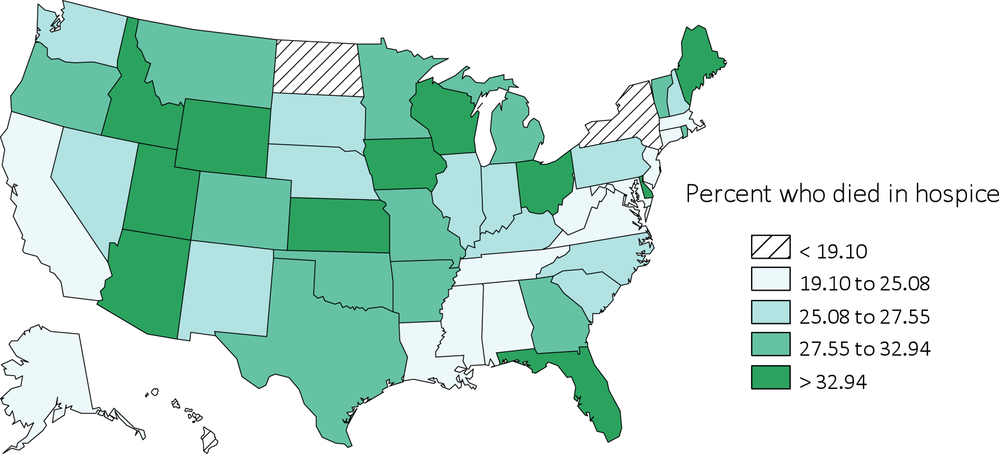 Percent who died in hospice
< 19.10
19.10 to 25.08
25.08 to 27.55
27.55 to 32.94
> 32.94